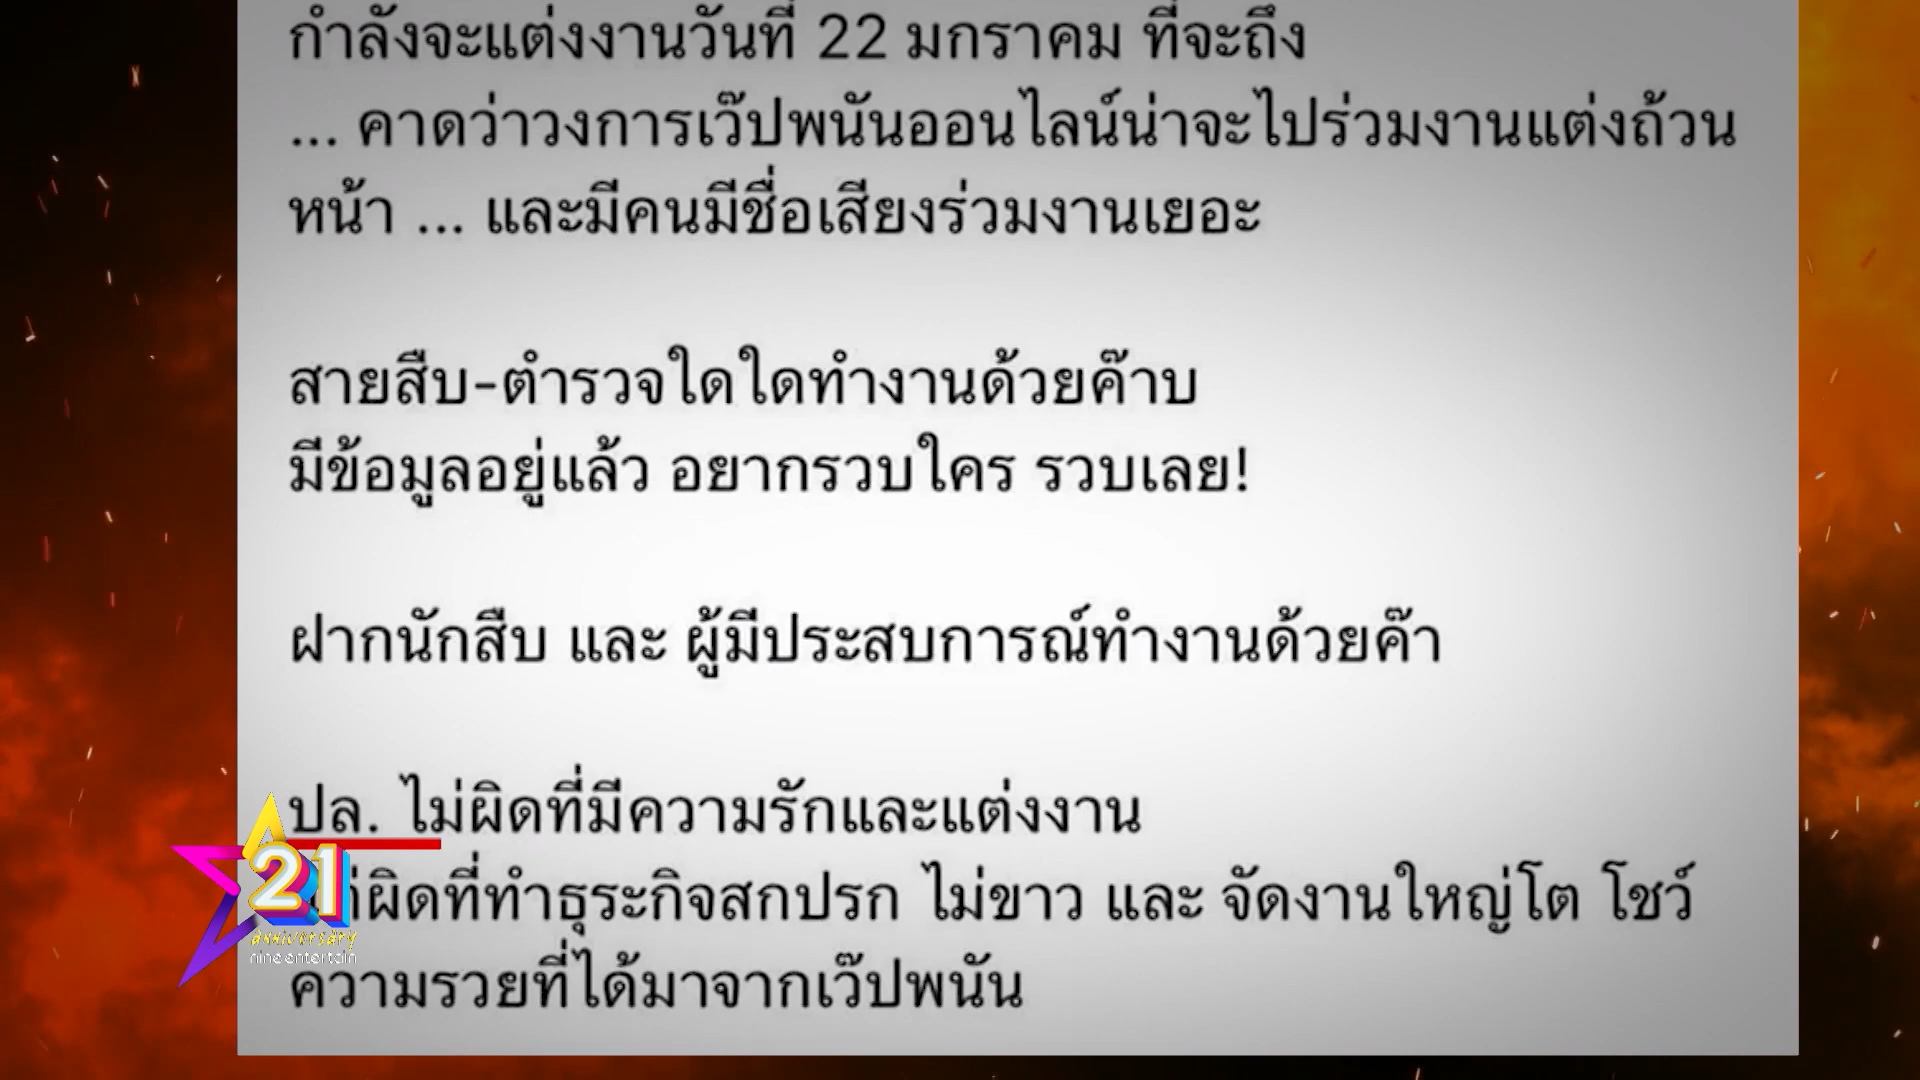 กำลังจะแต่งงานวันที่ 22 มกราคม ที่จะถึง
... คาดว่าวงการเว๊ปพนันออนไลน์น่าจะไปร่วมงานแต่งถ้วน
หน้า ... และมีคนมีชื่อเสียงร่วมงานเยอะ
สายสืบ-ตำรวจใดใดทำงานด้วยค๊าบ
มีข้อมูลอยู่แล้ว อยากรวบใคร รวบเลย!
ฝากนักสืบ และ ผู้มีประสบการณ์ทำงานด้วยค๊า
ปล. ไม่ผิดที่มีความรักและแต่งงาน
ผิดที่ทำธุระกิจสกปรก ไม่ขาว และ จัดงานใหญ่โต โชว์
ความรวยที่ได้มาจากเว๊ปพนัน
21
anniversary
nineentertain